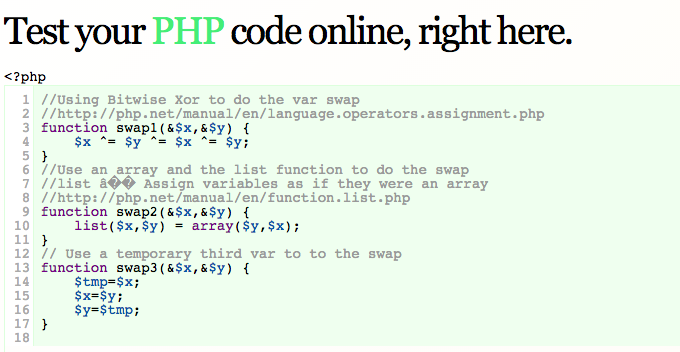 Test your PHP code online, right here.
<?php
1 //Using Bitwise Xor to do the var swap
2 //http://php.net/manual/en/language.operators.assignment.php
3 function swap1(&$x,&$y) {
4     $x ^= $y ^= $x ^= $y;
5 }
6 //Use an array and the list function to do the swap
7 //list â�� Assign variables as if they were an array
8 //http://php.net/manual/en/function.list.php
9 function swap2(&$x,&$y) {
10     list($x,$y) = array($y,$x);
11 }
12 // Use a temporary third var to to the swap
13 function swap3(&$x,&$y) {
14     $tmp=$x;
15     $x=$y;
16     $y=$tmp;
17 }
18